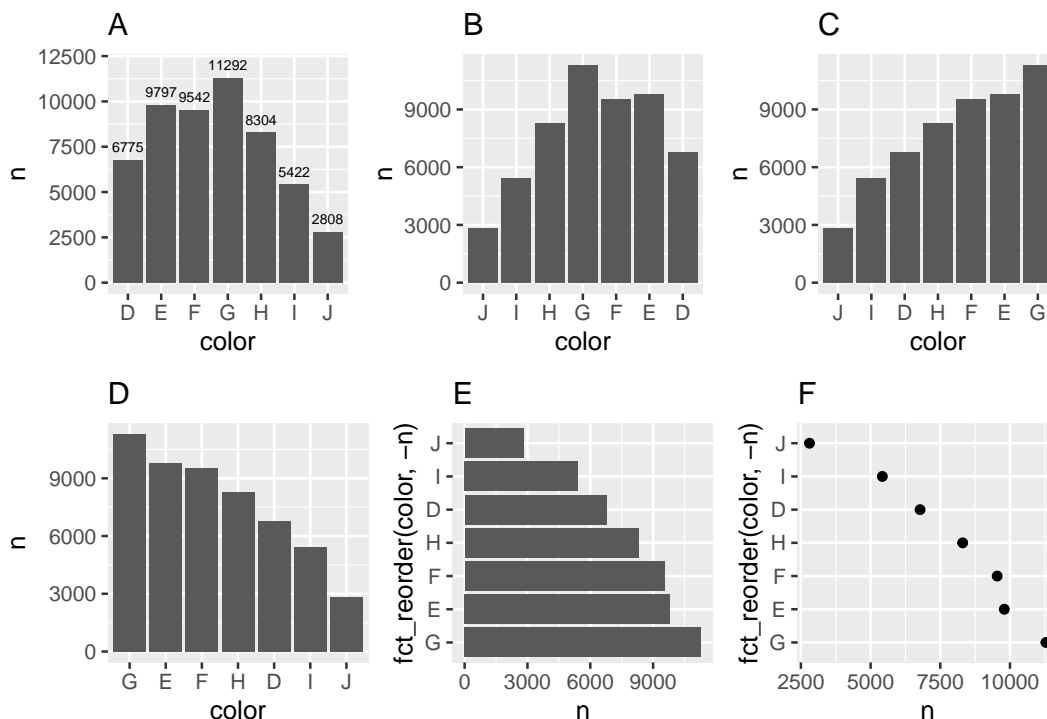 A
12500
10000
7500
5000
2500
0
n
6775
9797
9542
11292
8304
5422
2808
D E F G H I J
color
B
9000
6000
3000
0
n
J I H G F E D
color
C
9000
6000
3000
0
n
J I D H F E G
color
D
9000
6000
3000
0
n
G E F H D I J
color
E
fct_reorder(color, −n)
J
I
D
H
F
E
G
0 3000 6000 9000
n
F
fct_reorder(color, −n)
J
I
D
H
F
E
G
2500 5000 7500 10000
n